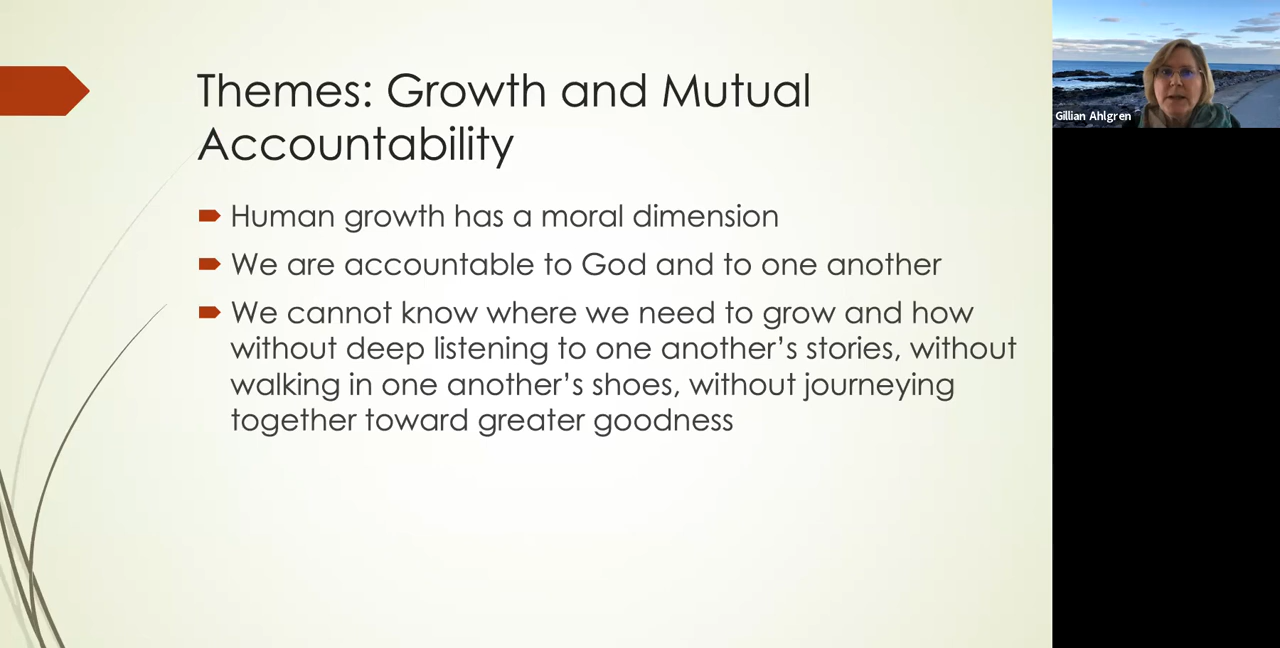 Themes: Growth and Mutual
Accountability
Human growth has a moral dimension
We are accountable to God and to one another
We cannot know where we need to grow and how
without deep listening to one another’s stories, without
walking in one another’s shoes, without journeying
together toward greater goodness
Gillian Ahlgren